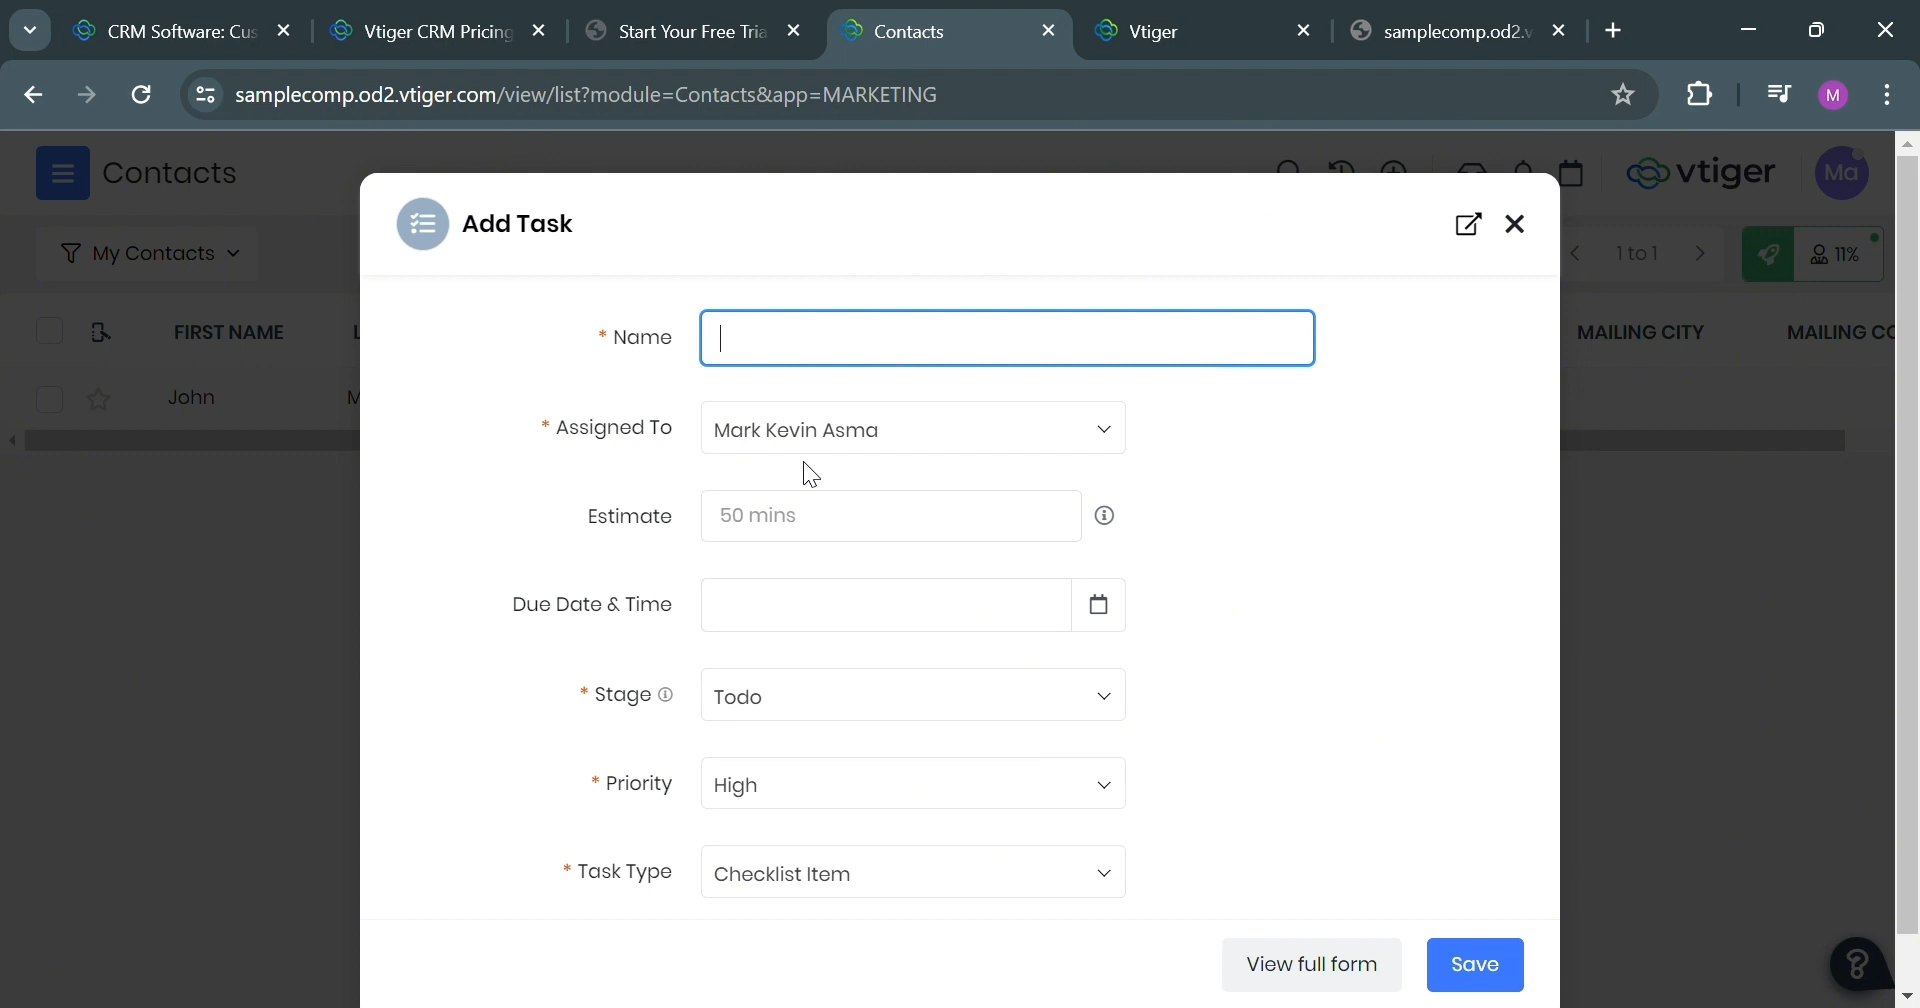 CRM Software: Cus
Vtiger CRM Pricing
Start Your Free Tria
Contacts
Vtiger
samplecomp.od2.v
samplecomp.od2.vtiger.com/view/list?module=Contacts&app=MARKETING
M
Contacts
vtiger
Ma
My Contacts
1 to 1
11%
Add Task
FIRST NAME
L
MAILING CITY
MAILING CO
John
M
* Name
* Assigned To
Mark Kevin Asma
Estimate
50 mins
Due Date & Time
* Stage
Todo
* Priority
High
* Task Type
Checklist Item
View full form
Save
?